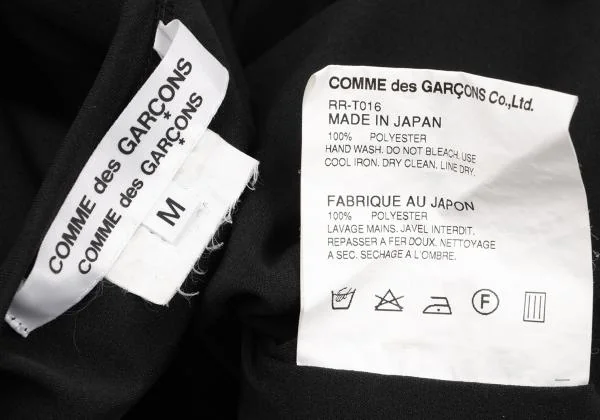 COMME des GARÇONS
COMME des GARÇONS
M
COMME des GARÇONS Co.,Ltd.
RR-T016
MADE IN JAPAN
100% POLYESTER
HAND WASH. DO NOT BLEACH. USE
COOL IRON. DRY CLEAN. LINE DRY.
FABRIQUE AU JAPON
100% POLYESTER
LAVAGE MAINS. JAVEL INTERDIT.
REPASSER A FER DOUX. NETTOYAGE
A SEC. SECHAGE A L'OMBRE.
F